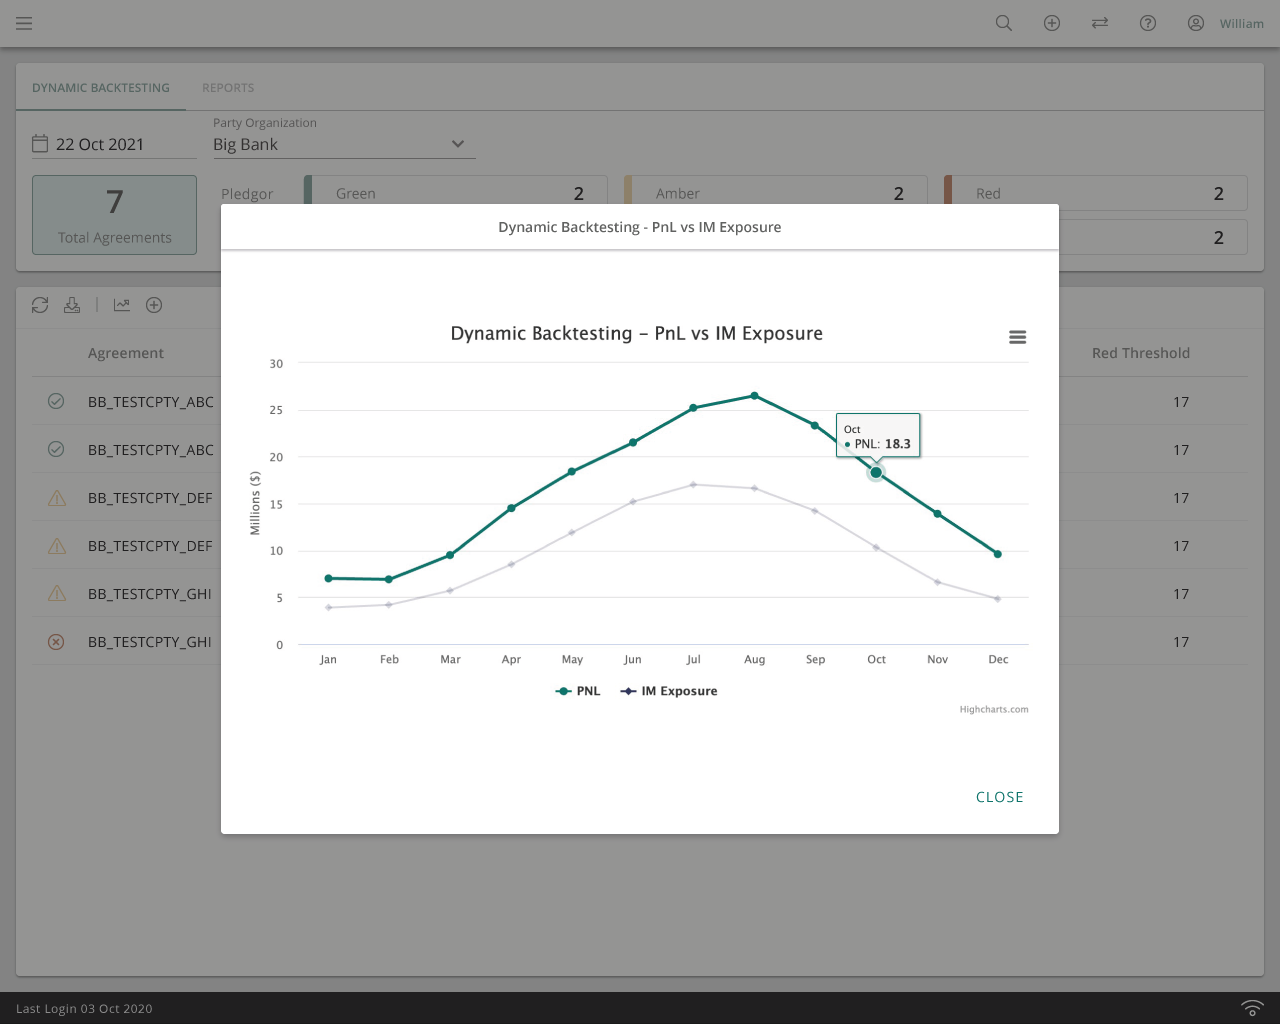 William
DYNAMIC BACKTESTING REPORTS
Party Organization
22 Oct 2021 Big Bank
7
Total Agreements
Pledgor Green 2 Amber 2 Red 2
2
Dynamic Backtesting - PnL vs IM Exposure
Dynamic Backtesting – PnL vs IM Exposure
Agreement Red Threshold
BB_TESTCPTY_ABC 17
BB_TESTCPTY_ABC 17
BB_TESTCPTY_DEF 17
BB_TESTCPTY_DEF 17
BB_TESTCPTY_GHI 17
BB_TESTCPTY_GHI 17
Millions ($)
30
25
20
15
10
5
0
Oct
PNL: 18.3
Jan Feb Mar Apr May Jun Jul Aug Sep Oct Nov Dec
PNL IM Exposure
Highcharts.com
CLOSE
Last Login 03 Oct 2020